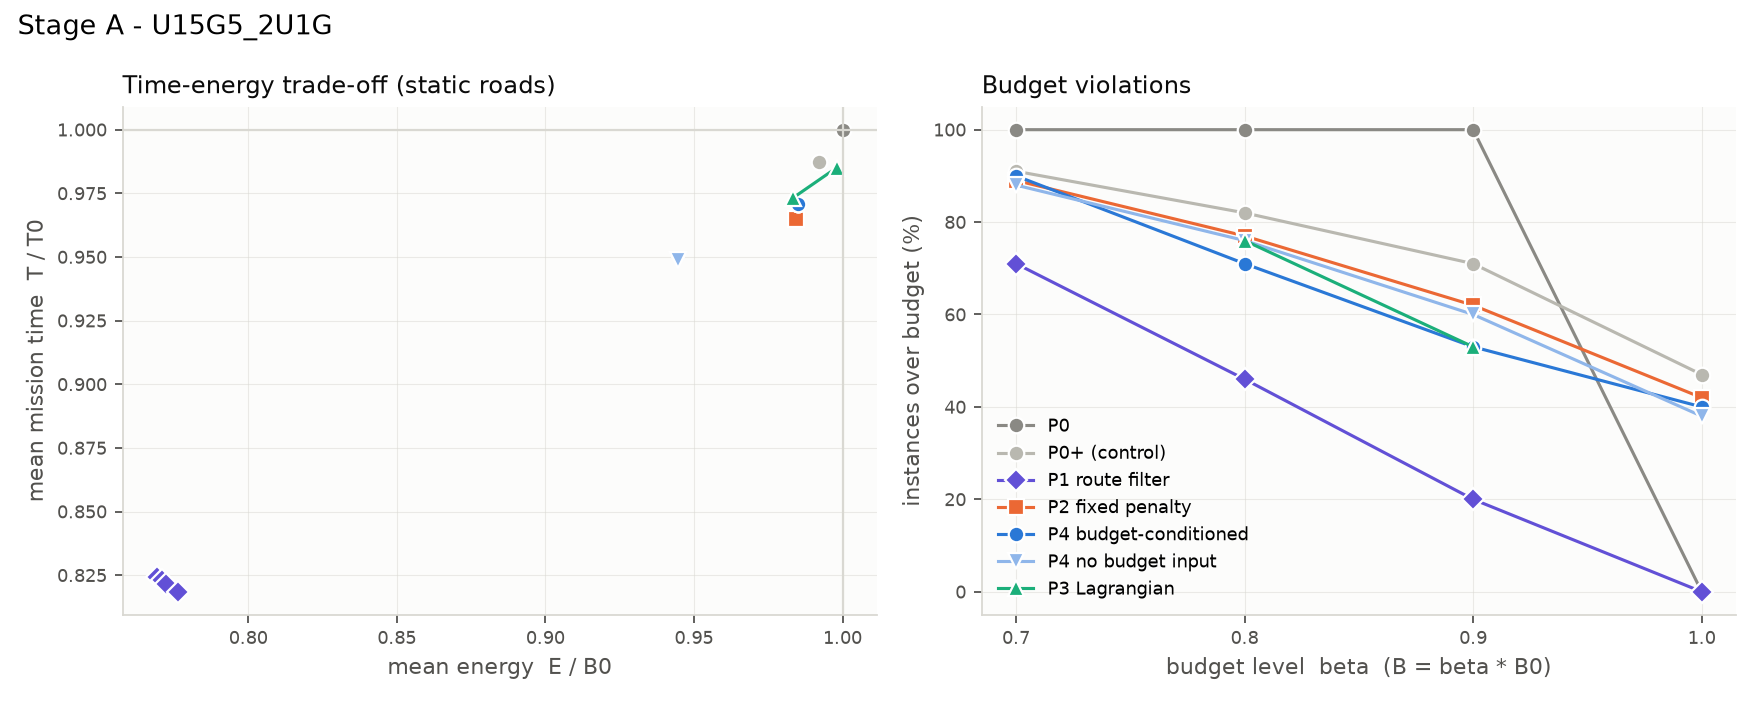 Stage A - U15G5_2U1G
Time-energy trade-off (static roads)
mean mission time  T / T0
1.000
0.975
0.950
0.925
0.900
0.875
0.850
0.825
0.80
0.85
0.90
0.95
1.00
mean energy  E / B0
Budget violations
instances over budget (%)
100
80
60
40
20
0
P0
P0+ (control)
P1 route filter
P2 fixed penalty
P4 budget-conditioned
P4 no budget input
P3 Lagrangian
0.7
0.8
0.9
1.0
budget level  beta  (B = beta * B0)